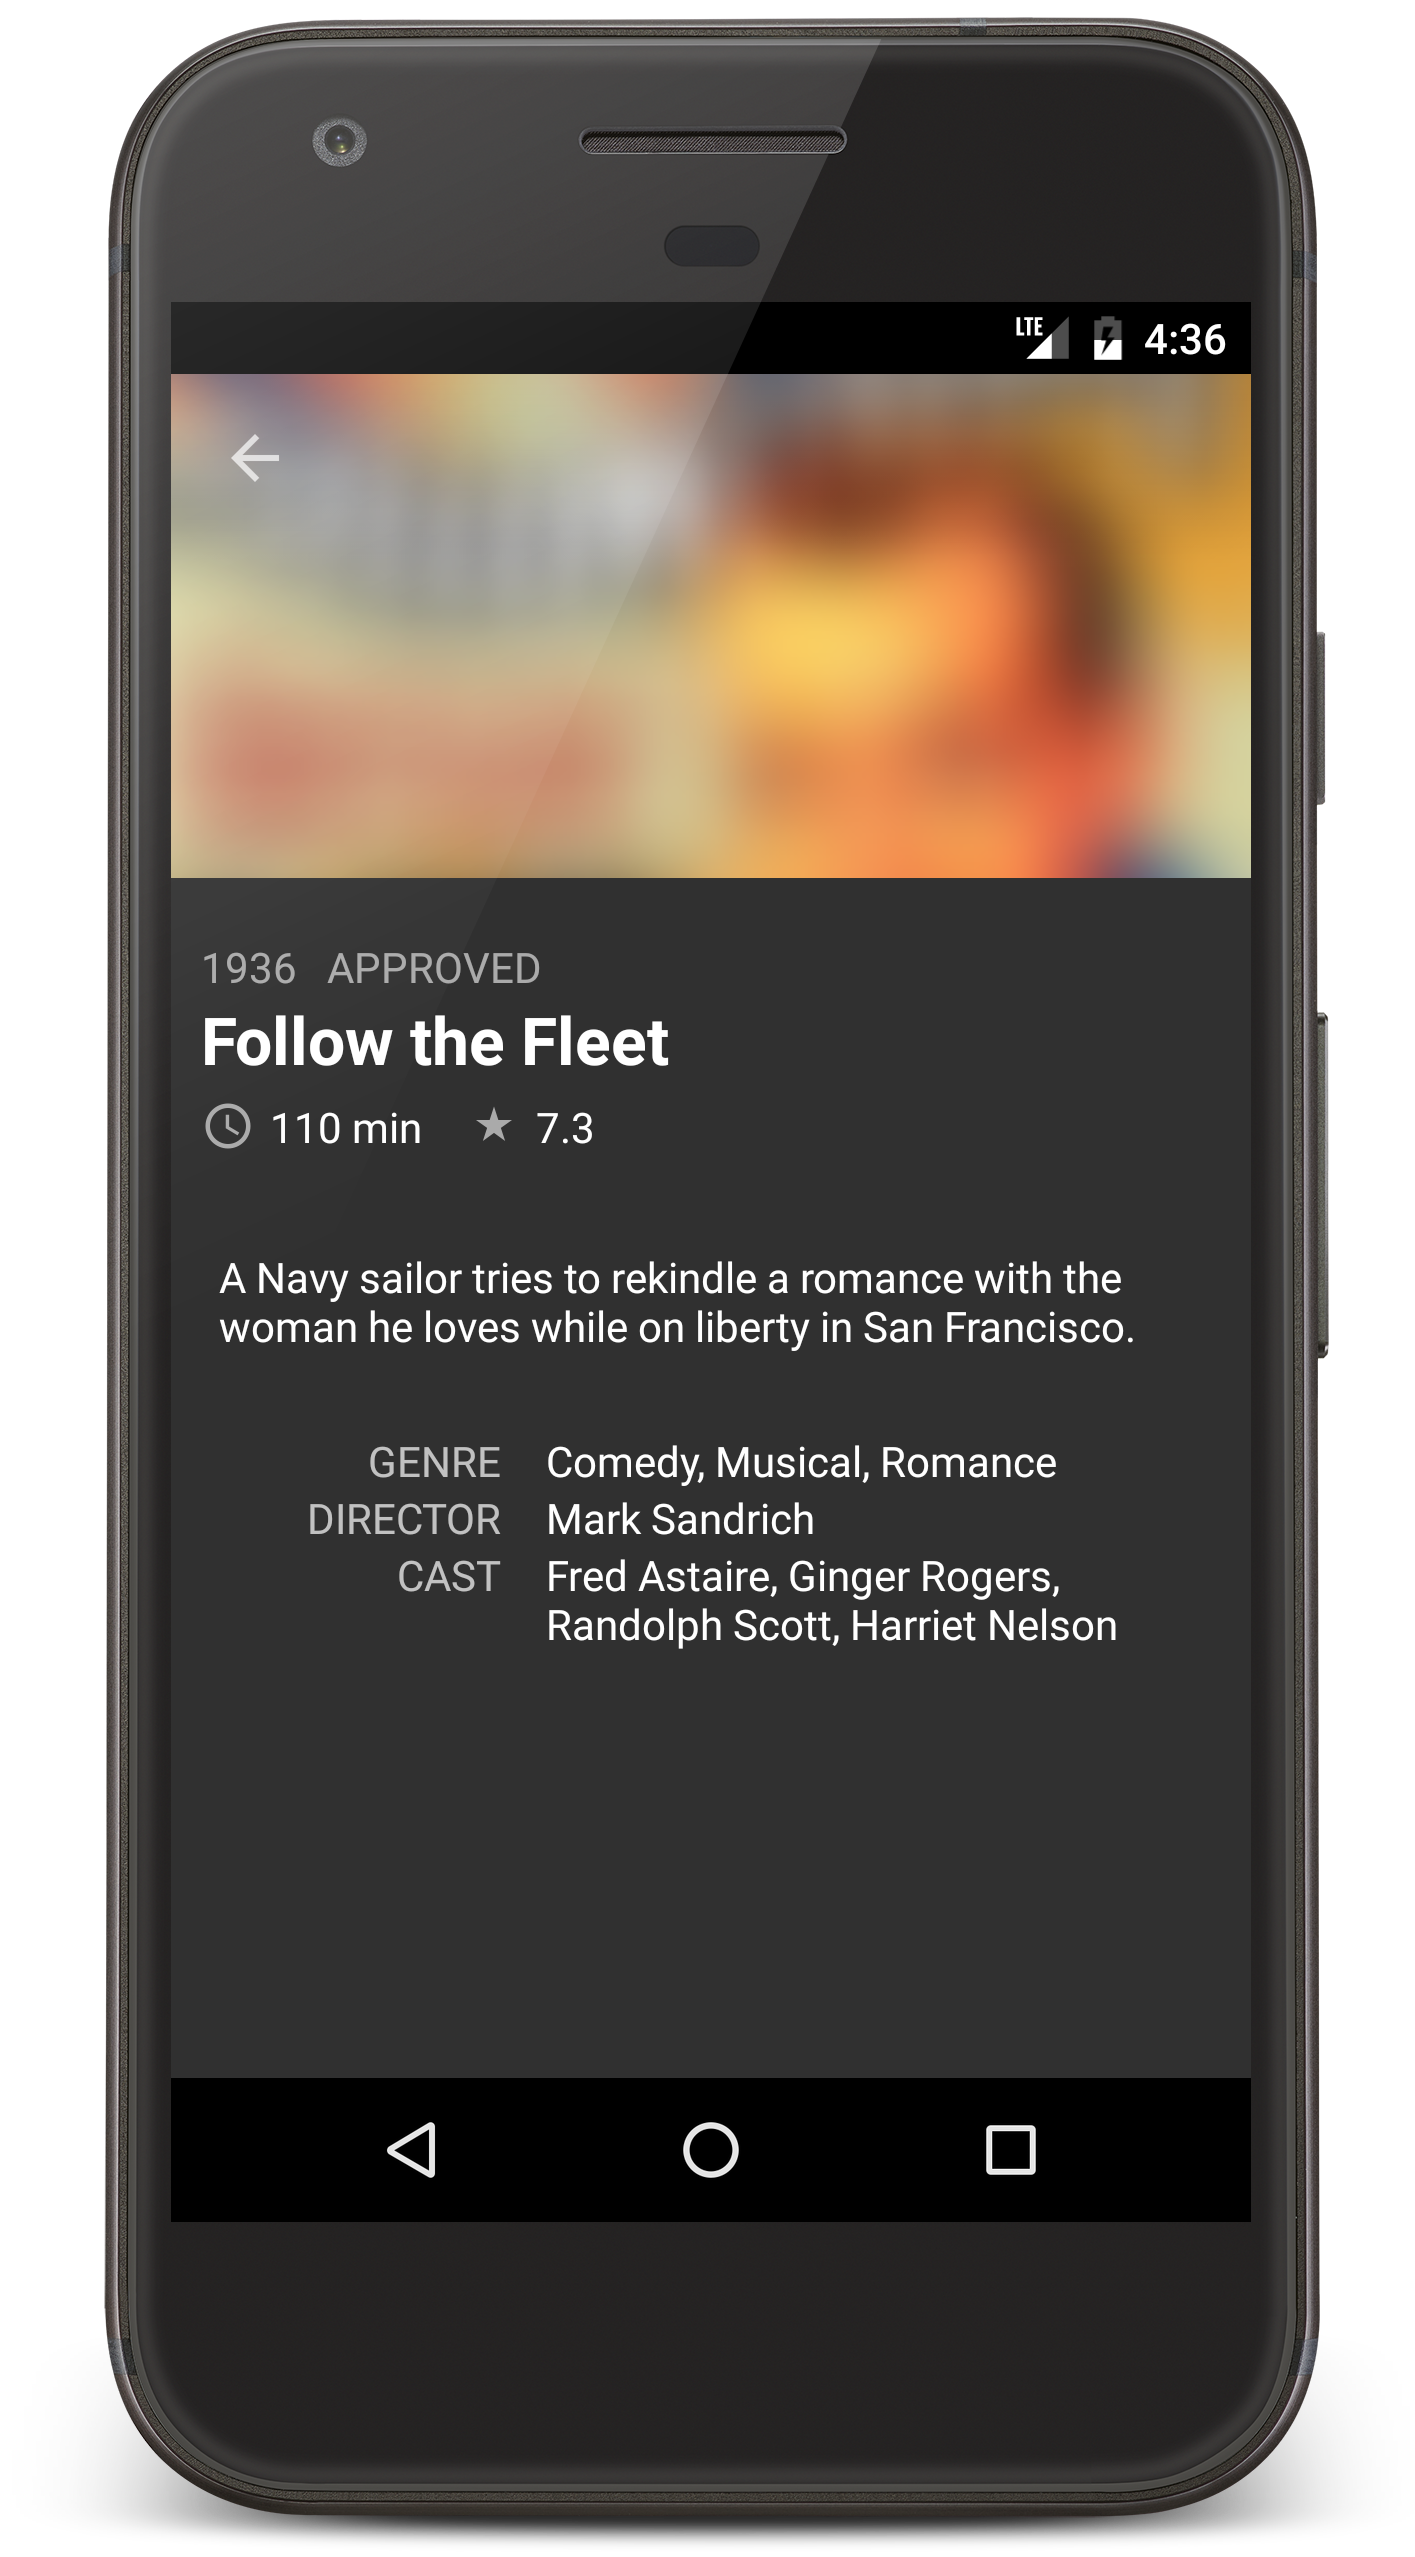 LTE 4:36
1936 APPROVED
Follow the Fleet
110 min ★ 7.3
A Navy sailor tries to rekindle a romance with the
woman he loves while on liberty in San Francisco.
GENRE Comedy, Musical, Romance
DIRECTOR Mark Sandrich
CAST Fred Astaire, Ginger Rogers,
Randolph Scott, Harriet Nelson